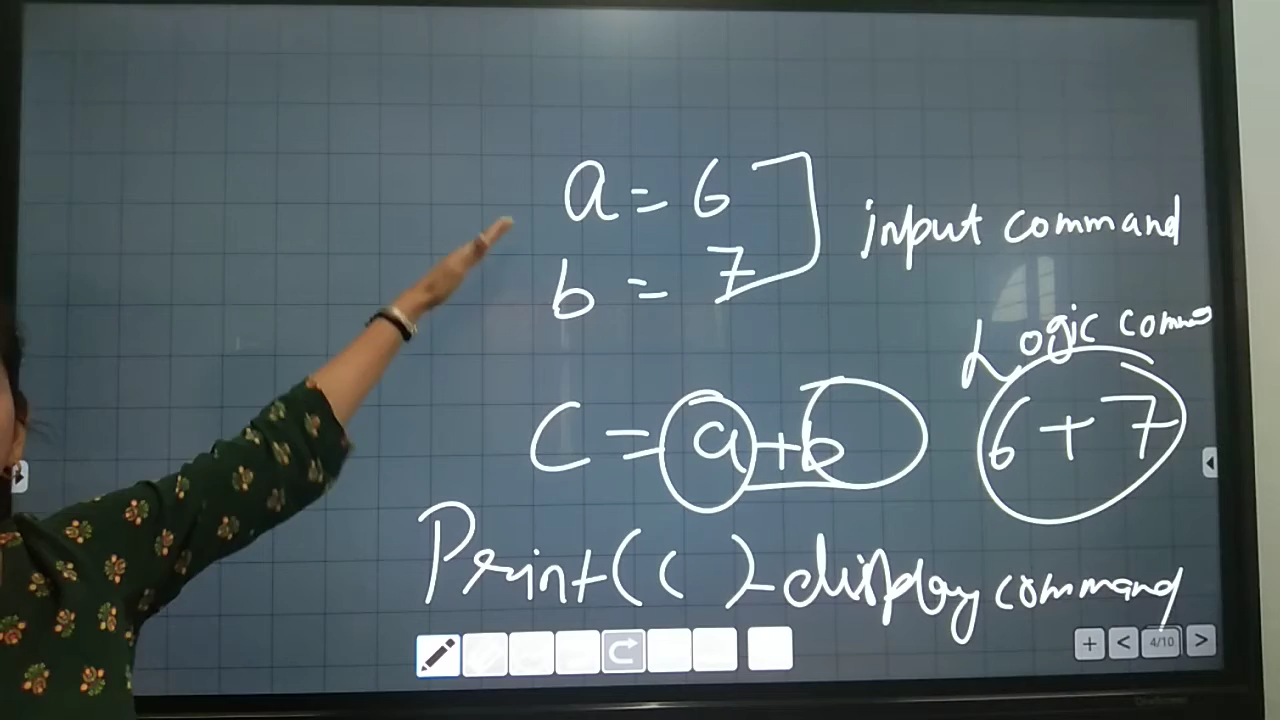 a = 6
b = 7
input command
Logic comm
c = a + b
6 + 7
Print(c) - display command
4/10